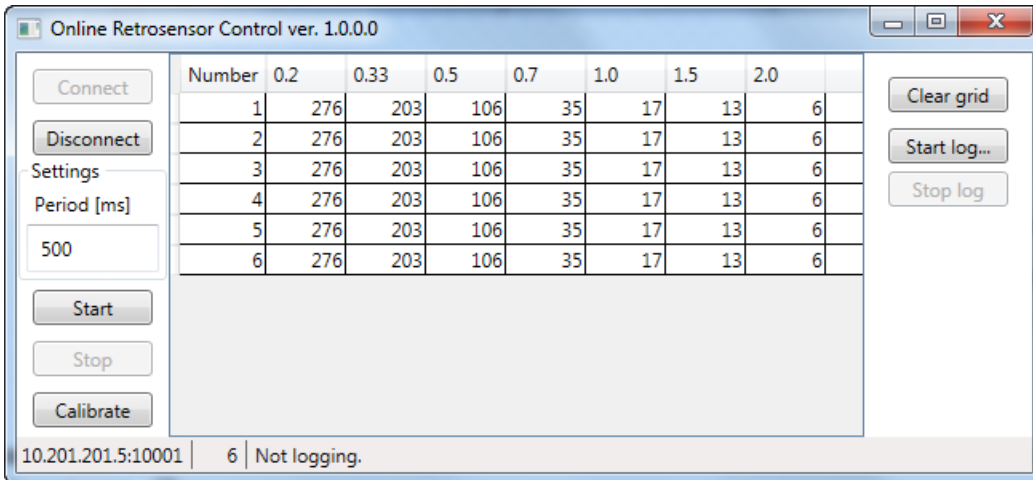 Online Retrosensor Control ver. 1.0.0.0
Connect
Disconnect
Settings
Period [ms]
500
Start
Stop
Calibrate
Number 0.2 0.33 0.5 0.7 1.0 1.5 2.0
1 276 203 106 35 17 13 6
2 276 203 106 35 17 13 6
3 276 203 106 35 17 13 6
4 276 203 106 35 17 13 6
5 276 203 106 35 17 13 6
6 276 203 106 35 17 13 6
Clear grid
Start log...
Stop log
10.201.201.5:10001 6 Not logging.